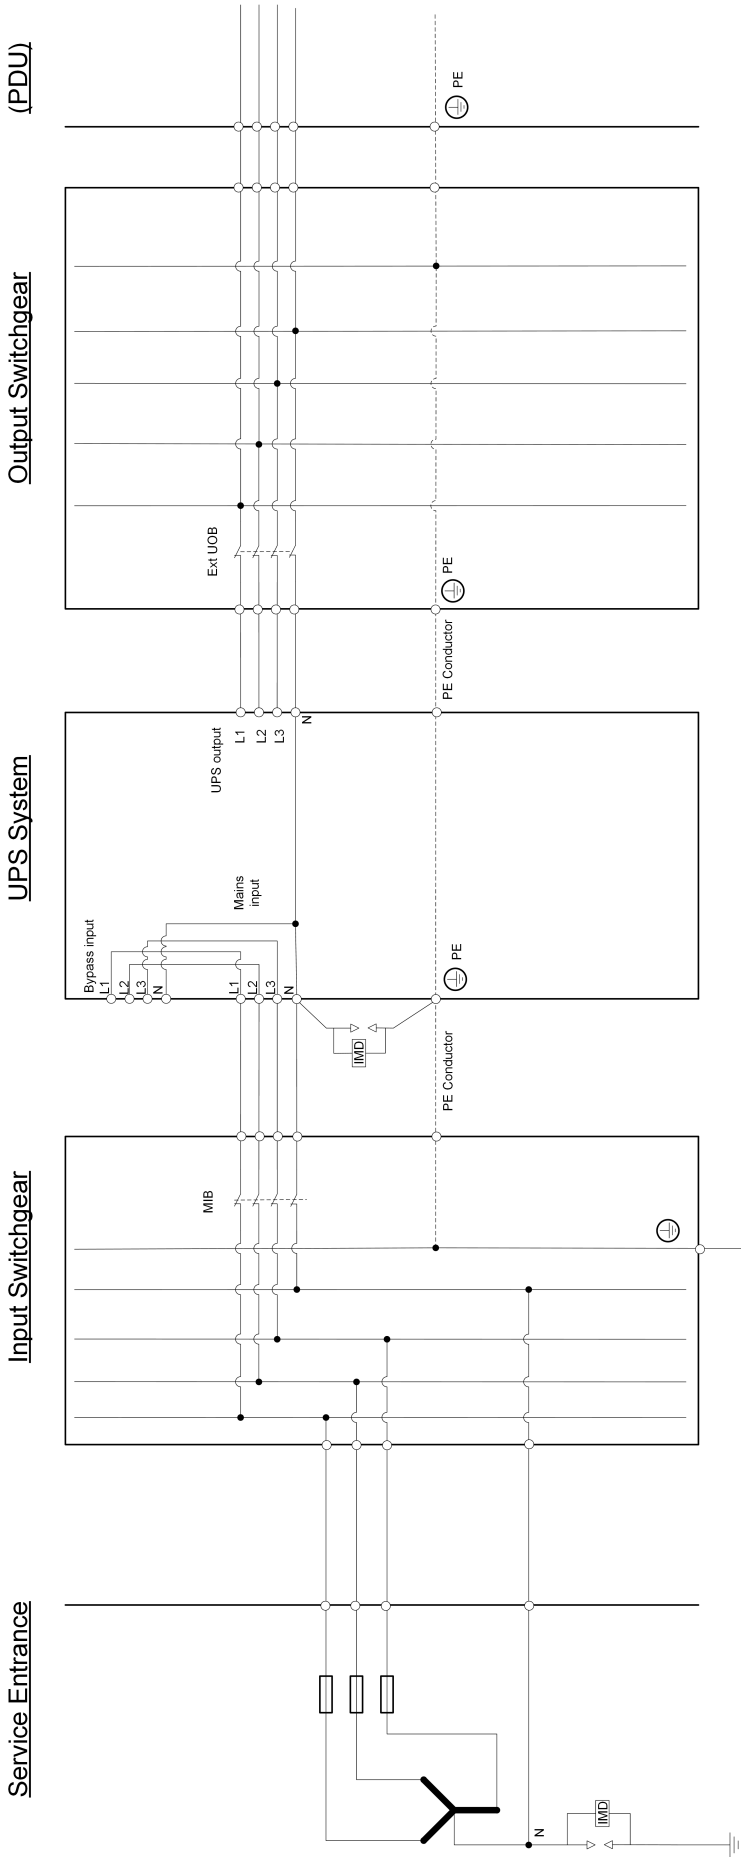 (PDU)
PE
Output Switchgear
Ext UOB
PE
PE Conductor
UPS System
UPS output
L1
L2
L3
N
Mains
input
Bypass input
L1
L2
L3
N
L1
L2
L3
N
PE
IMD
PE Conductor
Input Switchgear
MIB
Service Entrance
N
IMD